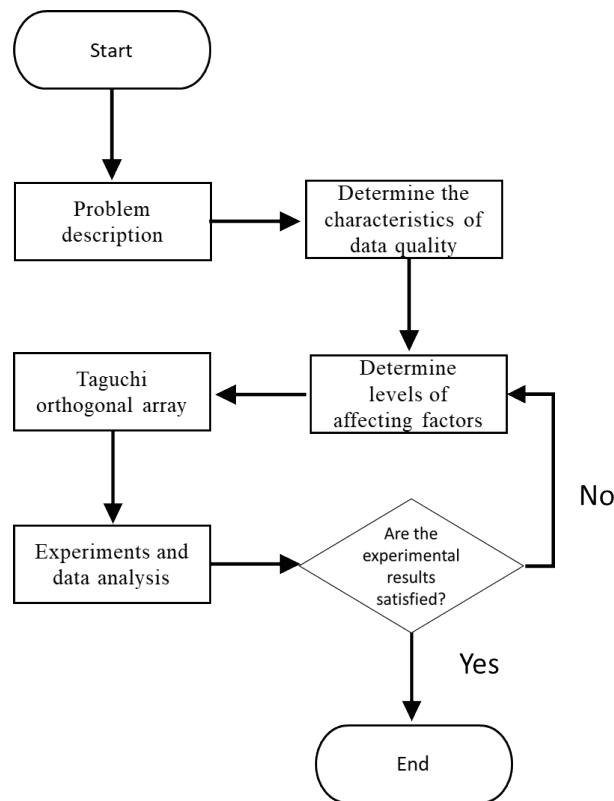 Start
Problem
description
Determine the
characteristics of
data quality
Determine
levels of
affecting factors
Taguchi
orthogonal array
Experiments and
data analysis
Are the
experimental
results
satisfied?
No
Yes
End